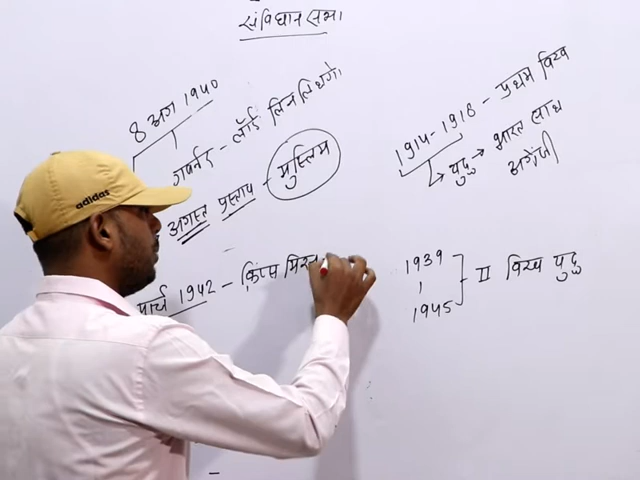 संविधान सभा
8 अग 1940
गवर्नर - लॉर्ड लिनलिथगो
अगस्त प्रस्ताव - मुस्लिम
मार्च 1942 - क्रिप्स मिशन
1914-1918 - प्रथम विश्व
→ युद्ध → भारत साथ
अंग्रेजो
1939
1945
II विश्व युद्ध
adidas